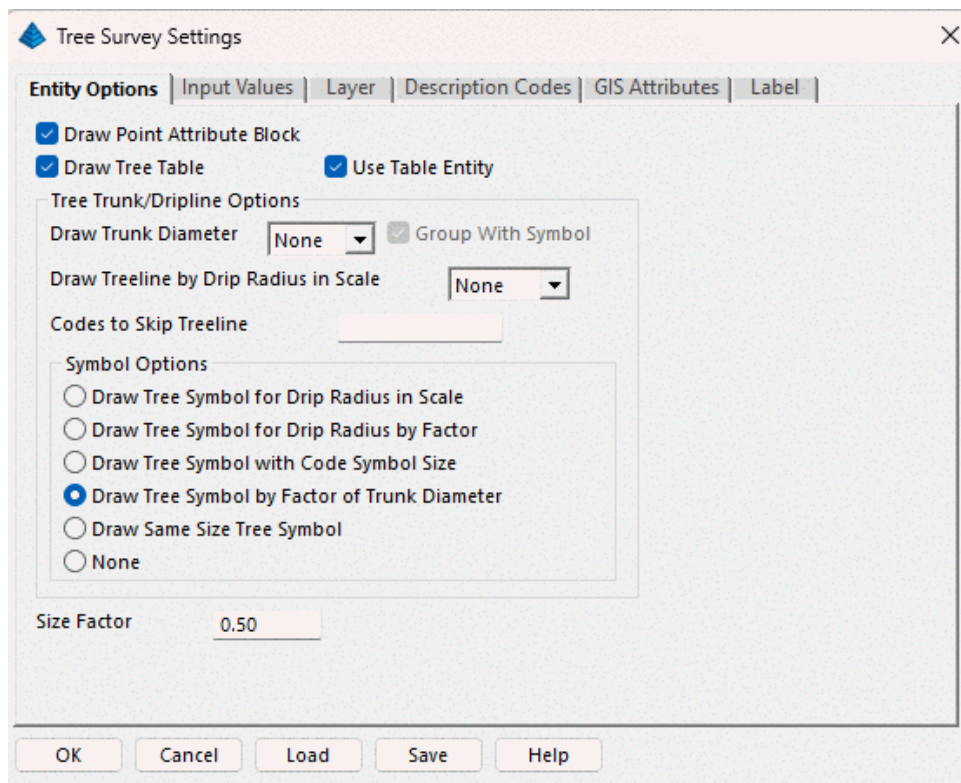 Tree Survey Settings
Entity Options Input Values Layer Description Codes GIS Attributes Label
Draw Point Attribute Block
Draw Tree Table Use Table Entity
Tree Trunk/Dripline Options
Draw Trunk Diameter None Group With Symbol
Draw Treeline by Drip Radius in Scale None
Codes to Skip Treeline
Symbol Options
Draw Tree Symbol for Drip Radius in Scale
Draw Tree Symbol for Drip Radius by Factor
Draw Tree Symbol with Code Symbol Size
Draw Tree Symbol by Factor of Trunk Diameter
Draw Same Size Tree Symbol
None
Size Factor 0.50
OK Cancel Load Save Help